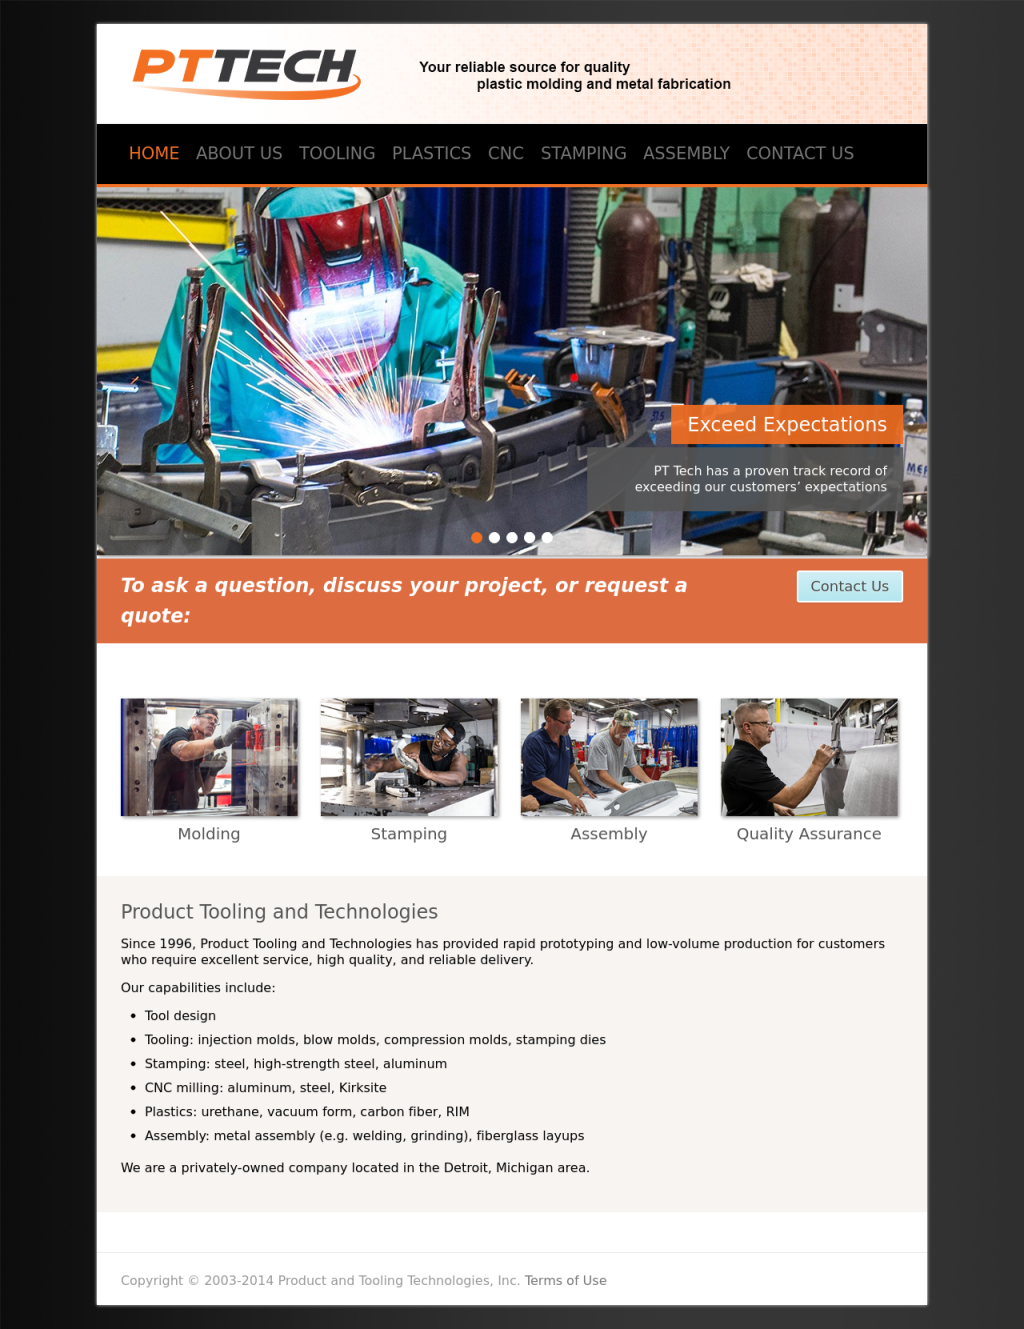 PTTECH
Your reliable source for quality
plastic molding and metal fabrication
HOME ABOUT US TOOLING PLASTICS CNC STAMPING ASSEMBLY CONTACT US
Miller
Exceed Expectations
PT Tech has a proven track record of
exceeding our customers’ expectations
To ask a question, discuss your project, or request a
quote:
Contact Us
Molding
Stamping
Assembly
Quality Assurance
Product Tooling and Technologies
Since 1996, Product Tooling and Technologies has provided rapid prototyping and low-volume production for customers
who require excellent service, high quality, and reliable delivery.
Our capabilities include:
• Tool design
• Tooling: injection molds, blow molds, compression molds, stamping dies
• Stamping: steel, high-strength steel, aluminum
• CNC milling: aluminum, steel, Kirksite
• Plastics: urethane, vacuum form, carbon fiber, RIM
• Assembly: metal assembly (e.g. welding, grinding), fiberglass layups
We are a privately-owned company located in the Detroit, Michigan area.
Copyright © 2003-2014 Product and Tooling Technologies, Inc. Terms of Use